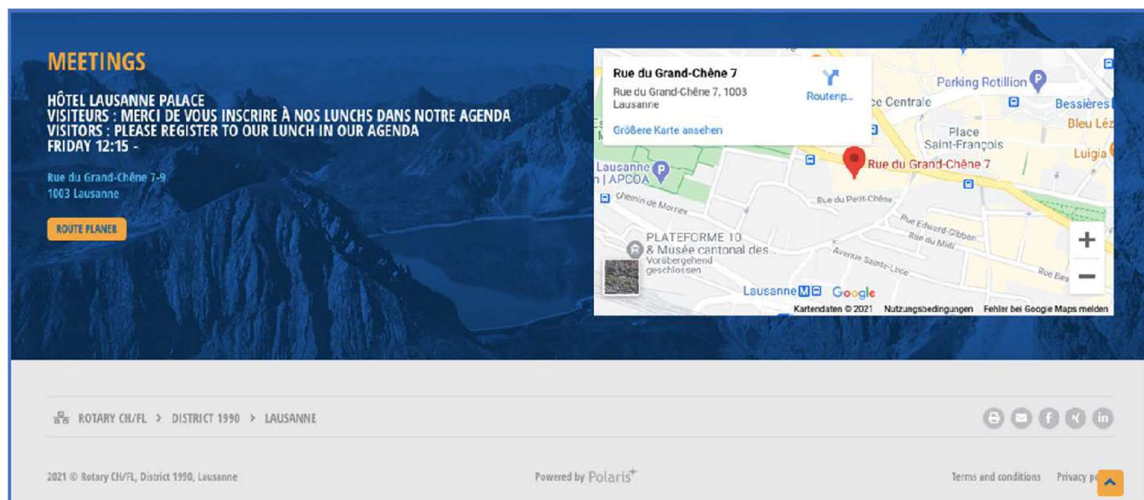 MEETINGS
HÔTEL LAUSANNE PALACE
VISITEURS : MERCI DE VOUS INSCRIRE À NOS LUNCHS DANS NOTRE AGENDA
VISITORS : PLEASE REGISTER TO OUR LUNCH IN OUR AGENDA
FRIDAY 12:15 -
Rue du Grand-Chêne 7-9
1003 Lausanne
ROUTE PLANER
Rue du Grand-Chêne 7
Rue du Grand-Chêne 7, 1003
Lausanne
Routenp...
Größere Karte ansehen
Parking Rotillion
ce Centrale
Bessières
Bleu Léz
Place
Saint-François
Luigia
Rue du Grand-Chêne 7
Lausanne
n | APCOA
Chemin de Mornex
Rue du Petit-Chêne
Rue Edward-Gibbon
Rue du Midi
PLATEFORME 10
& Musée cantonal des...
Vorübergehend
geschlossen
Avenue Sainte-Luce
Rue Bea
Lausanne M
Google
Kartendaten © 2021 Nutzungsbedingungen Fehler bei Google Maps melden
ROTARY CH/FL > DISTRICT 1990 > LAUSANNE
2021 © Rotary CH/FL, District 1990, Lausanne
Powered by Polaris
Terms and conditions Privacy p